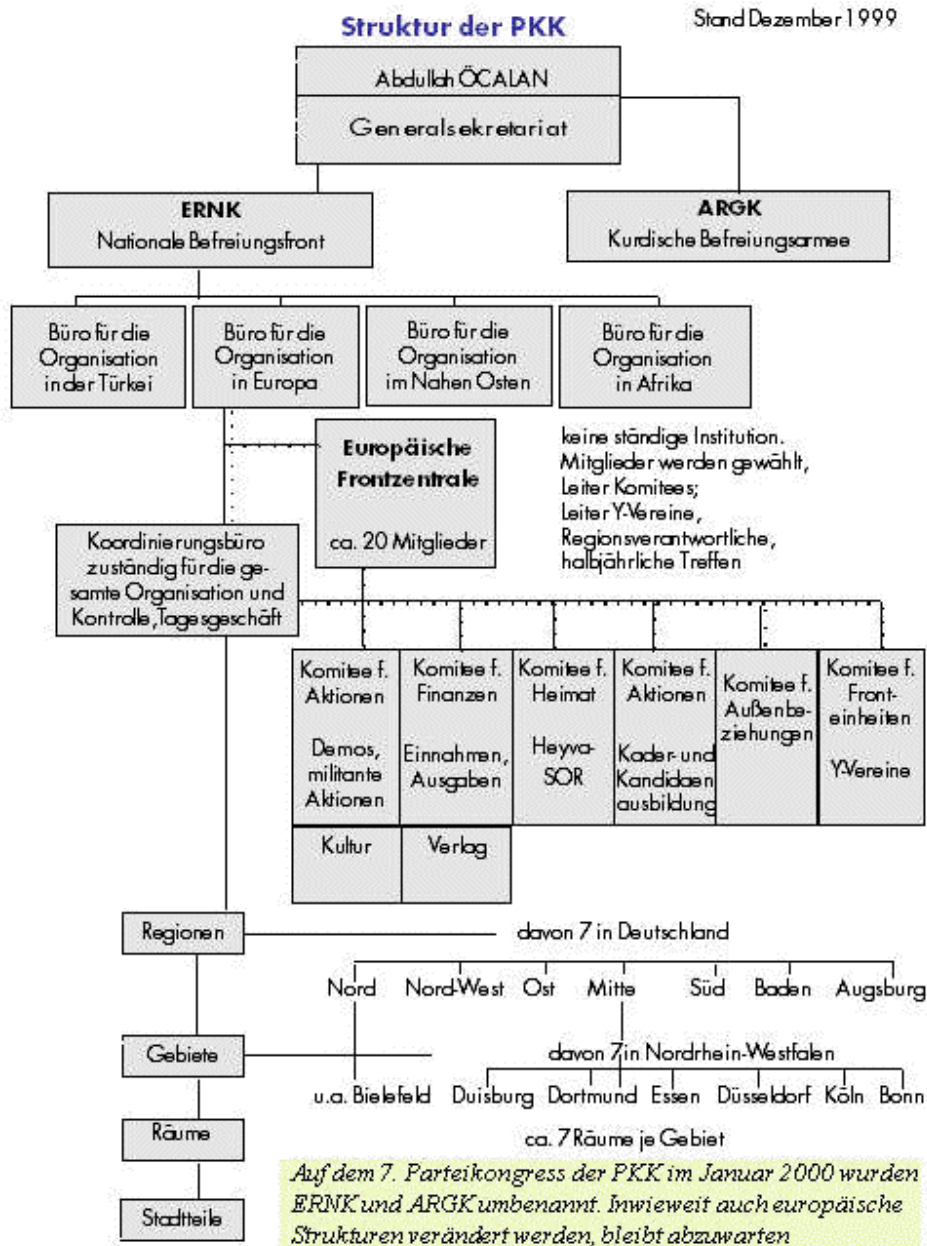 Struktur der PKK
Stand Dezember 1999
Abdullah ÖCALAN
Generalsekretariat
ERNK
Nationale Befreiungsfront
ARGK
Kurdische Befreiungsarmee
Büro für die
Organisation
in der Türkei
Büro für die
Organisation
in Europa
Büro für die
Organisation
im Nahen Osten
Büro für die
Organisation
in Afrika
Europäische
Frontzentrale
ca. 20 Mitglieder
keine ständige Institution.
Mitglieder werden gewählt,
Leiter Komitees;
Leiter Y-Vereine,
Regionsverantwortliche,
halbjährliche Treffen
Koordinierungsbüro
zuständig für die ge-
samte Organisation und
Kontrolle, Tagesgeschäft
Komitee f.
Aktionen
Demos,
militante
Aktionen
Komitee f.
Finanzen
Einnahmen,
Ausgaben
Komitee f.
Heimat
Heyva-
SOR
Komitee f.
Aktionen
Kader- und
Kandidaen
ausbildung
Komitee f.
Außenbe-
ziehungen
Komitee f.
Front-
einheiten
Y-Vereine
Kultur
Verlag
Regionen
davon 7 in Deutschland
Nord Nord-West Ost Mitte Süd Baden Augsburg
Gebiete
davon 7 in Nordrhein-Westfalen
u.a. Bielefeld Duisburg Dortmund Essen Düsseldorf Köln Bonn
Räume
ca. 7 Räume je Gebiet
Stadtteile
Auf dem 7. Parteikongress der PKK im Januar 2000 wurden
ERNK und ARGK umbenannt. Inwieweit auch europäische
Strukturen verändert werden, bleibt abzuwarten